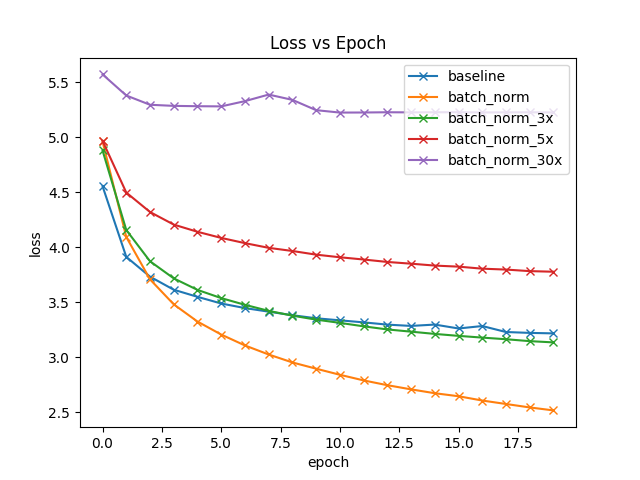 Loss vs Epoch
baseline
batch_norm
batch_norm_3x
batch_norm_5x
batch_norm_30x
5.5
5.0
4.5
4.0
3.5
3.0
2.5
loss
0.0 2.5 5.0 7.5 10.0 12.5 15.0 17.5
epoch